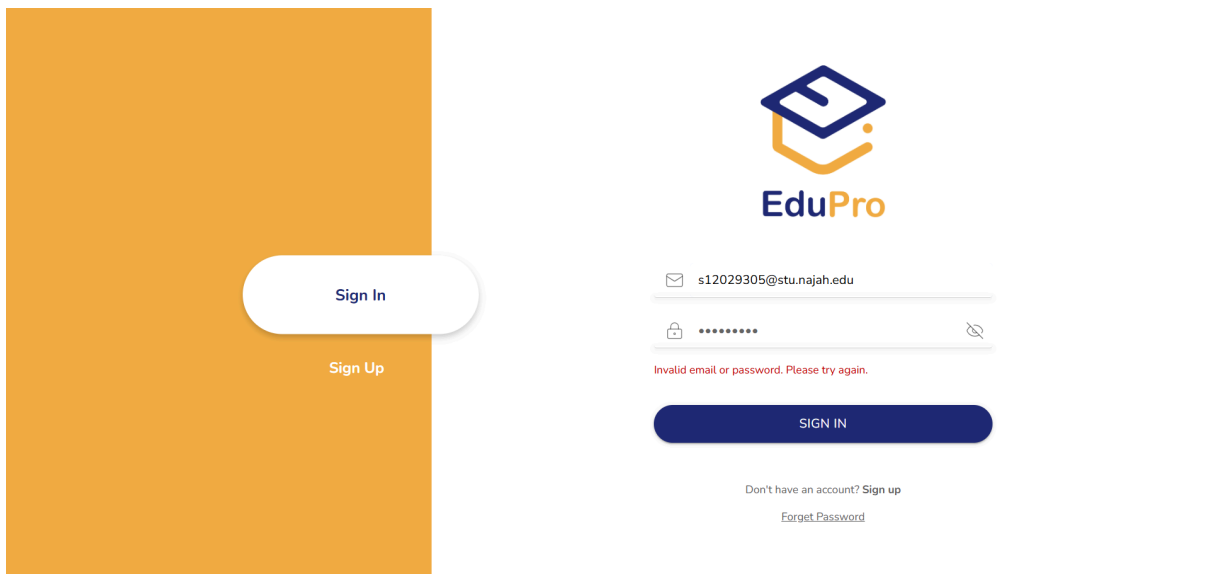 Sign In
Sign Up
EduPro
s12029305@stu.najah.edu
•••••••••
Invalid email or password. Please try again.
SIGN IN
Don't have an account? Sign up
Forget Password